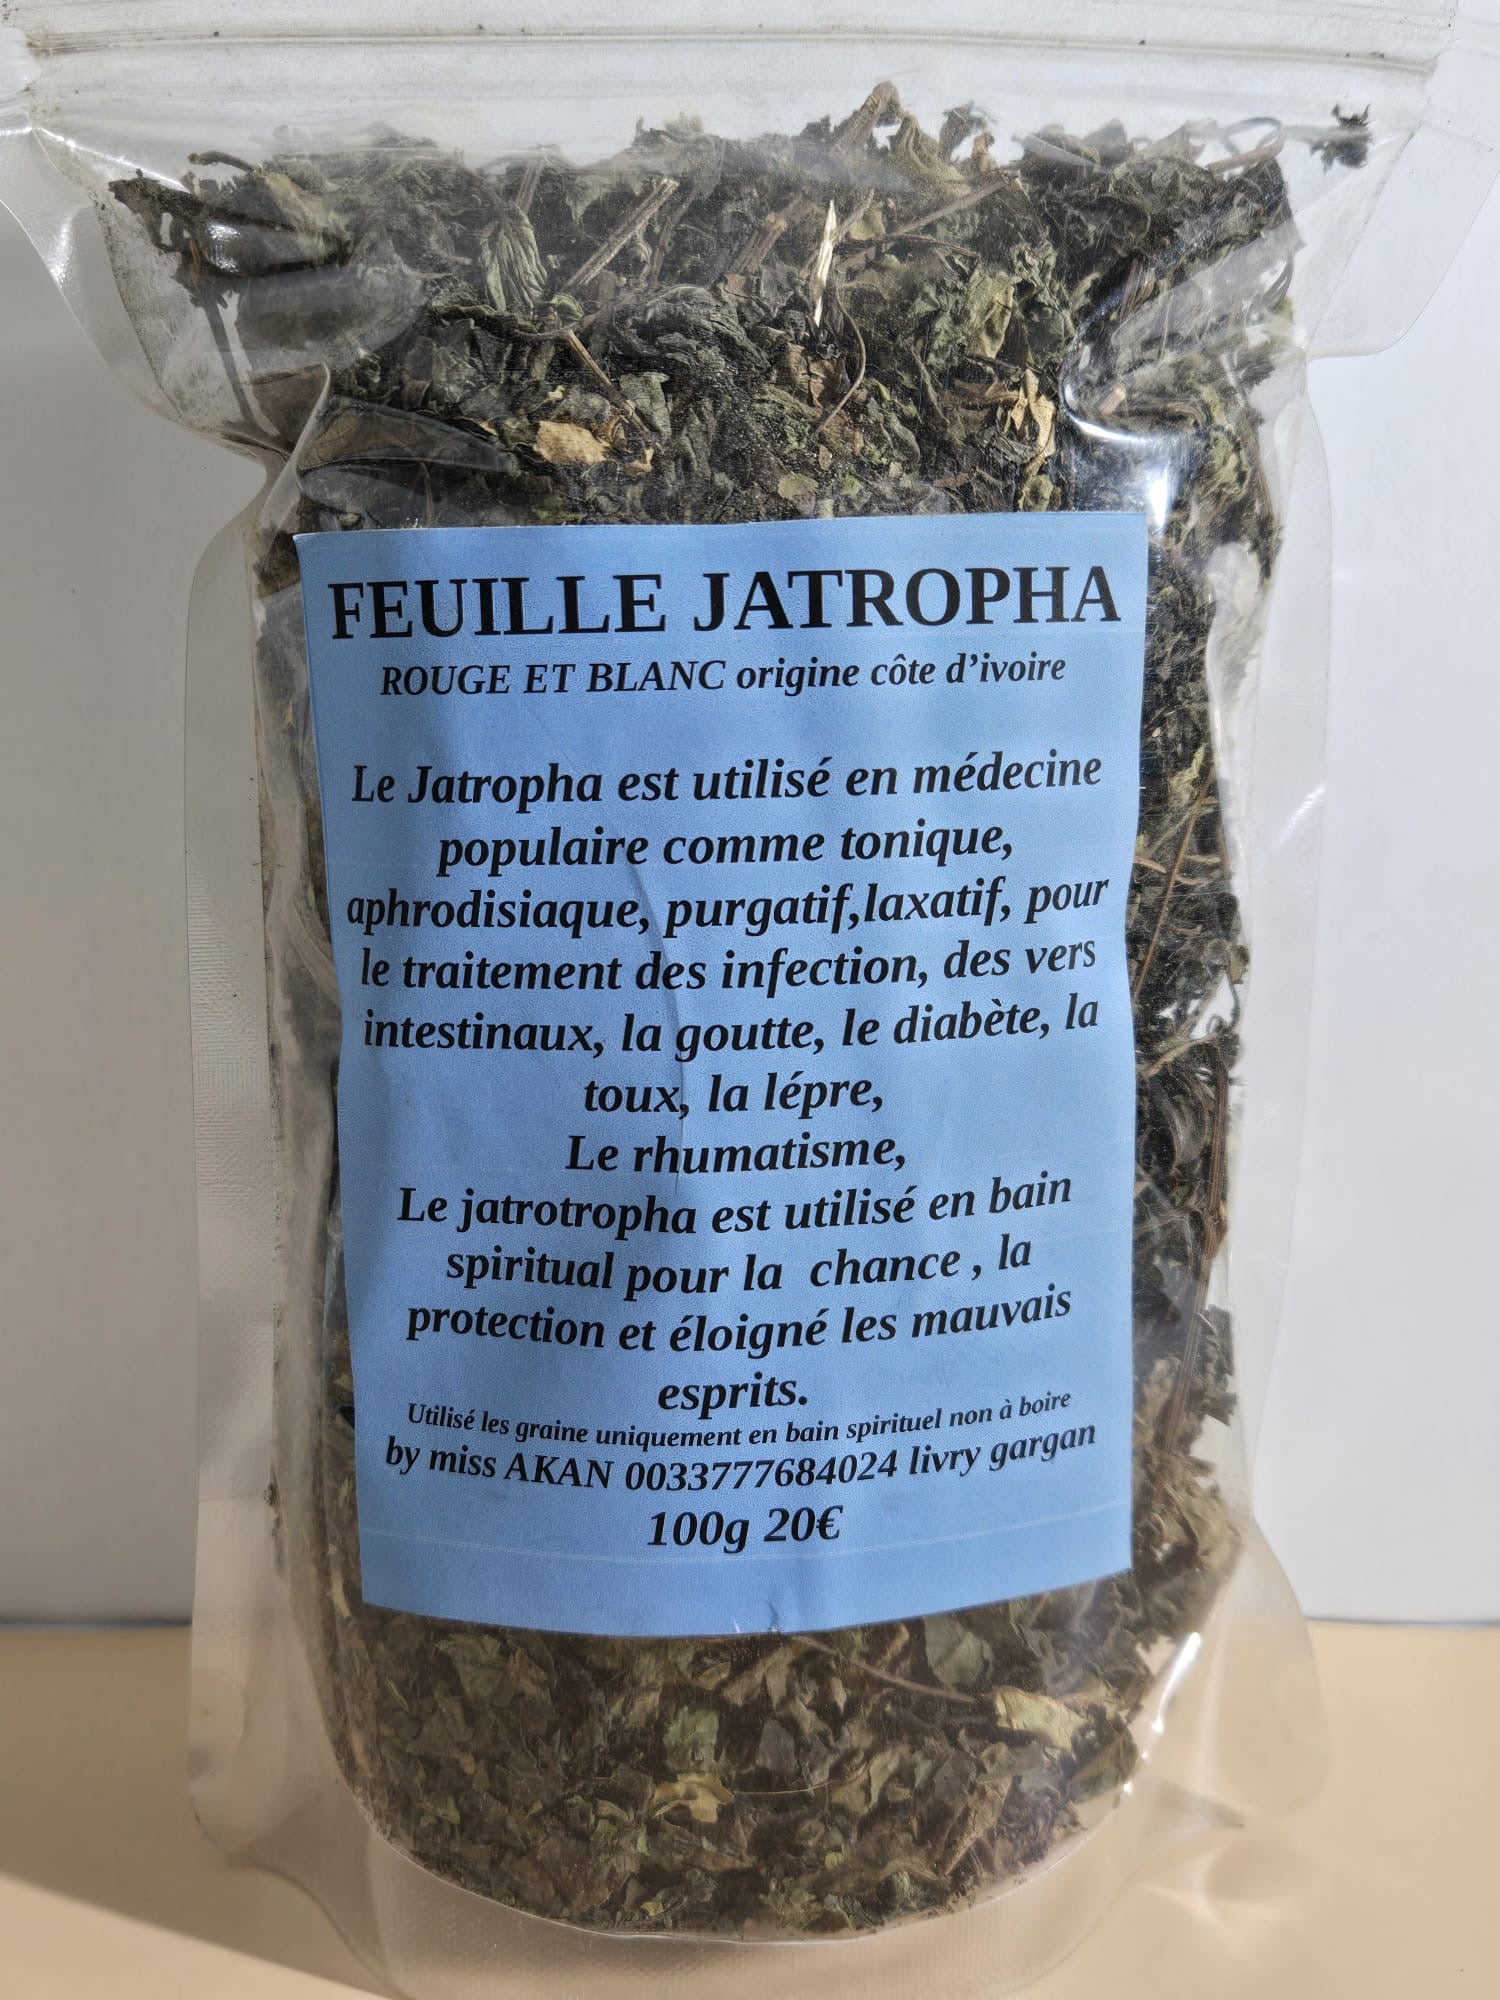 FEUILLE JATROPHA
ROUGE ET BLANC origine côte d'ivoire
Le Jatropha est utilisé en médecine
populaire comme tonique,
aphrodisiaque, purgatif,laxatif, pour
le traitement des infection, des vers
intestinaux, la goutte, le diabète, la
toux, la lépre,
Le rhumatisme,
Le jatrotropha est utilisé en bain
spiritual pour la chance , la
protection et éloigné les mauvais
esprits.
Utilisé les graine uniquement en bain spirituel non à boire
by miss AKAN 0033777684024 livry gargan
100g 20€